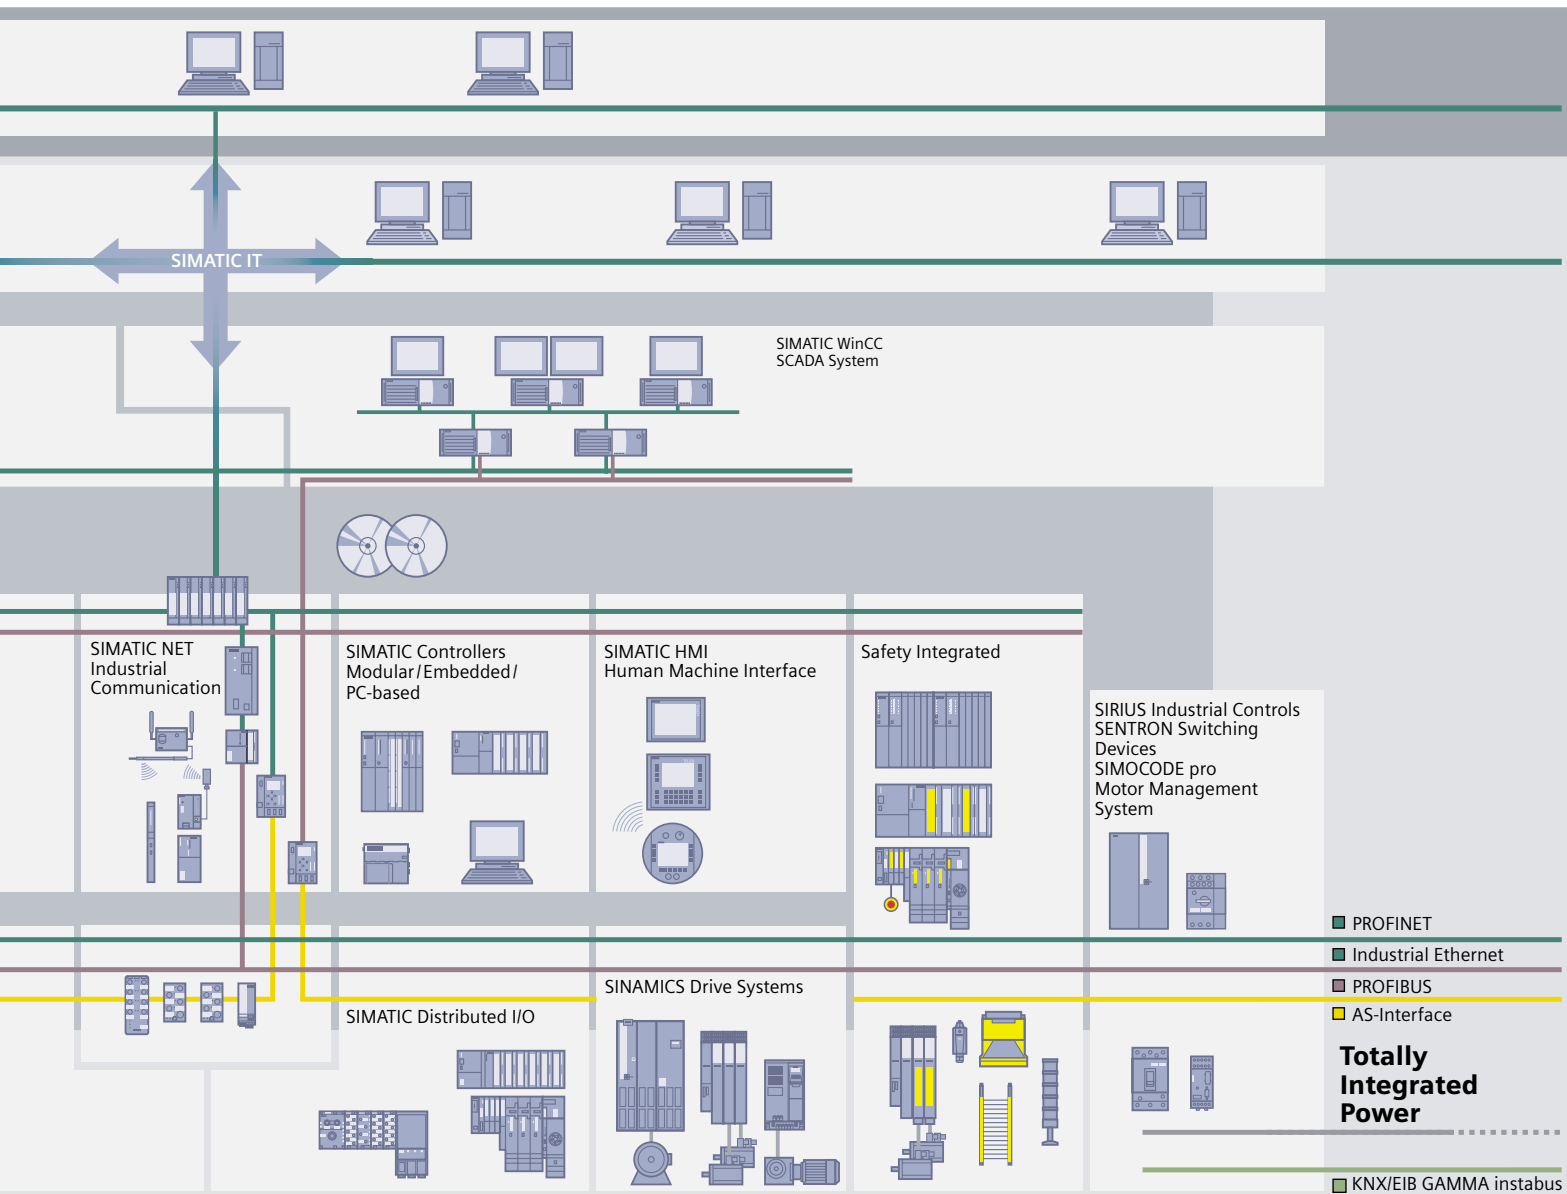 SIMATIC IT
SIMATIC WinCC
SCADA System
SIMATIC NET
Industrial
Communication
SIMATIC Controllers
Modular/Embedded/
PC-based
SIMATIC HMI
Human Machine Interface
Safety Integrated
SIRIUS Industrial Controls
SENTRON Switching
Devices
SIMOCODE pro
Motor Management
System
PROFINET
Industrial Ethernet
PROFIBUS
AS-Interface
SINAMICS Drive Systems
SIMATIC Distributed I/O
Totally
Integrated
Power
KNX/EIB GAMMA instabus